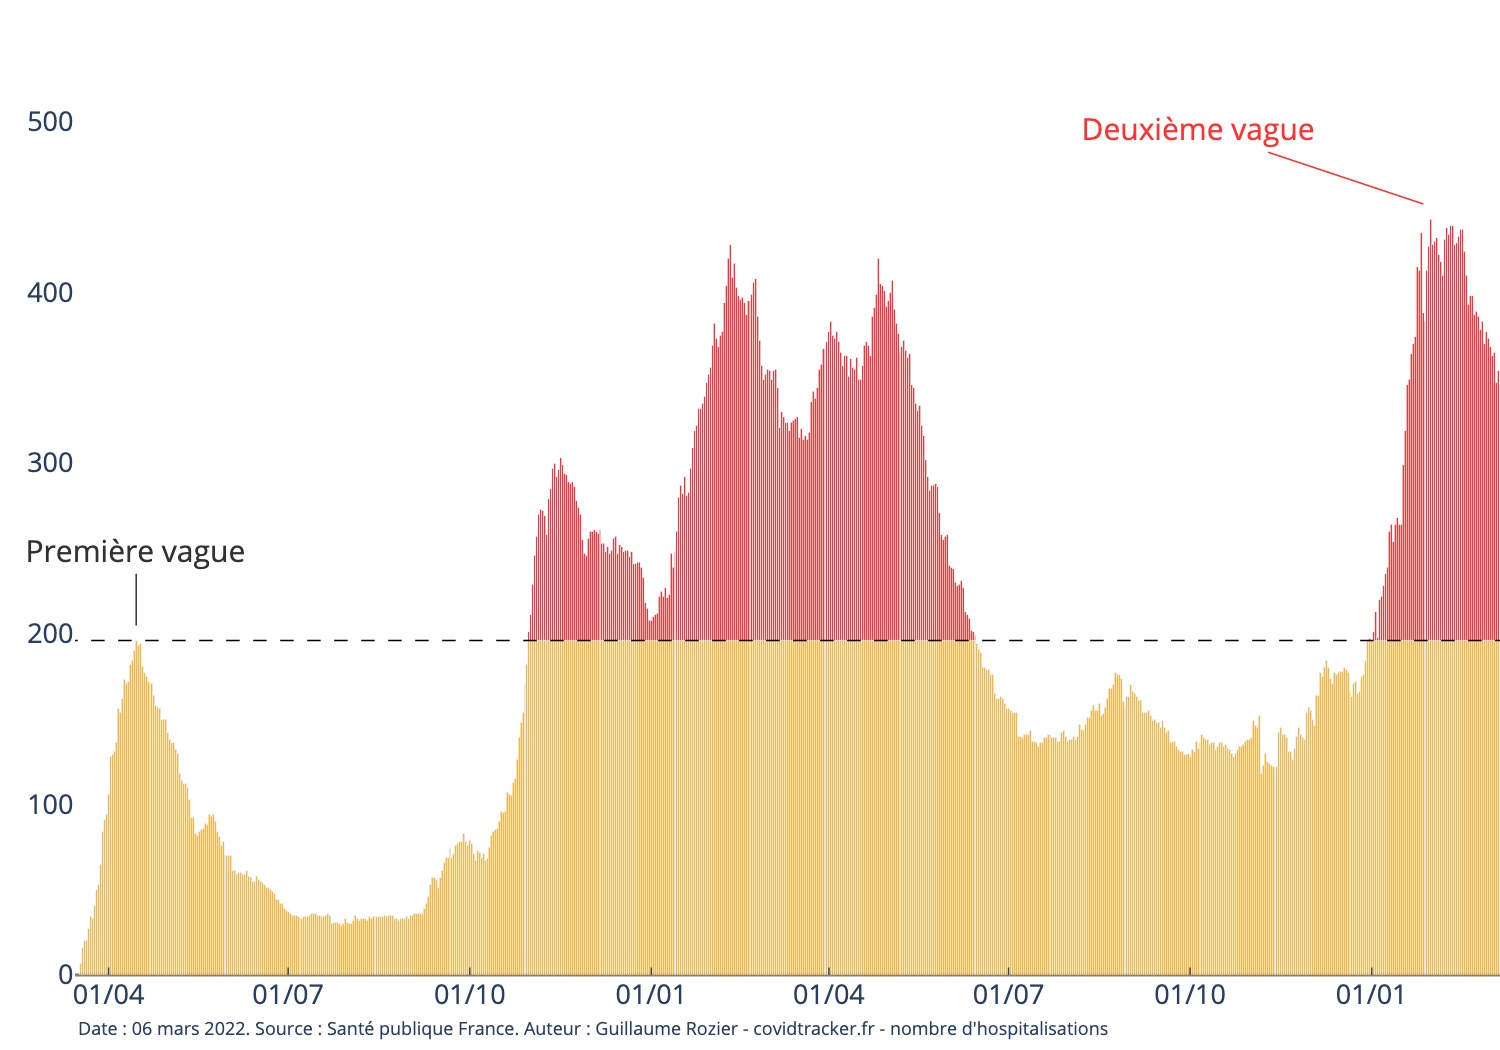 500
Deuxième vague
400
300
Première vague
200
100
0
01/04 01/07 01/10 01/01 01/04 01/07 01/10 01/01
Date : 06 mars 2022. Source : Santé publique France. Auteur : Guillaume Rozier - covidtracker.fr - nombre d'hospitalisations